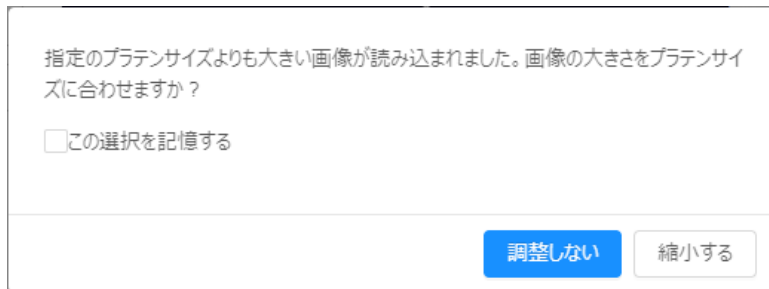 指定のプラテンサイズよりも大きい画像が読み込まれました。画像の大きさをプラテンサイ
ズに合わせますか？
この選択を記憶する
調整しない 縮小する